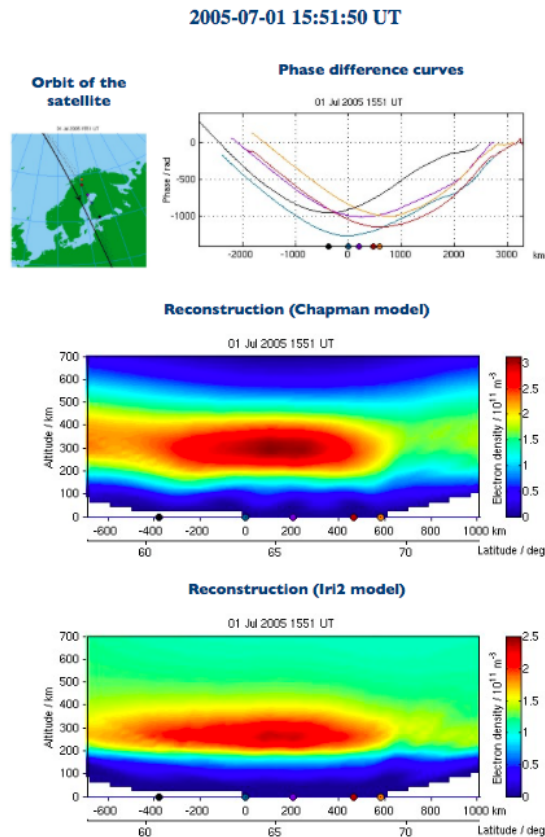 2005-07-01 15:51:50 UT
Orbit of the
satellite
Phase difference curves
01 Jul 2005 1551 UT
01 Jul 2005 1551 UT
Phase / rad
0
-500
-1000
-2000 -1000 0 1000 2000 3000 km
Reconstruction (Chapman model)
01 Jul 2005 1551 UT
Altitude / km
700
600
500
400
300
200
100
0
-600 -400 -200 0 200 400 600 800 1000 km
60 65 70 Latitude / deg
Electron density / 10¹¹ m⁻³
3
2.5
2
1.5
1
0.5
0
Reconstruction (Iri2 model)
01 Jul 2005 1551 UT
Altitude / km
700
600
500
400
300
200
100
0
-600 -400 -200 0 200 400 600 800 1000 km
60 65 70 Latitude / deg
Electron density / 10¹¹ m⁻³
2.5
2
1.5
1
0.5
0